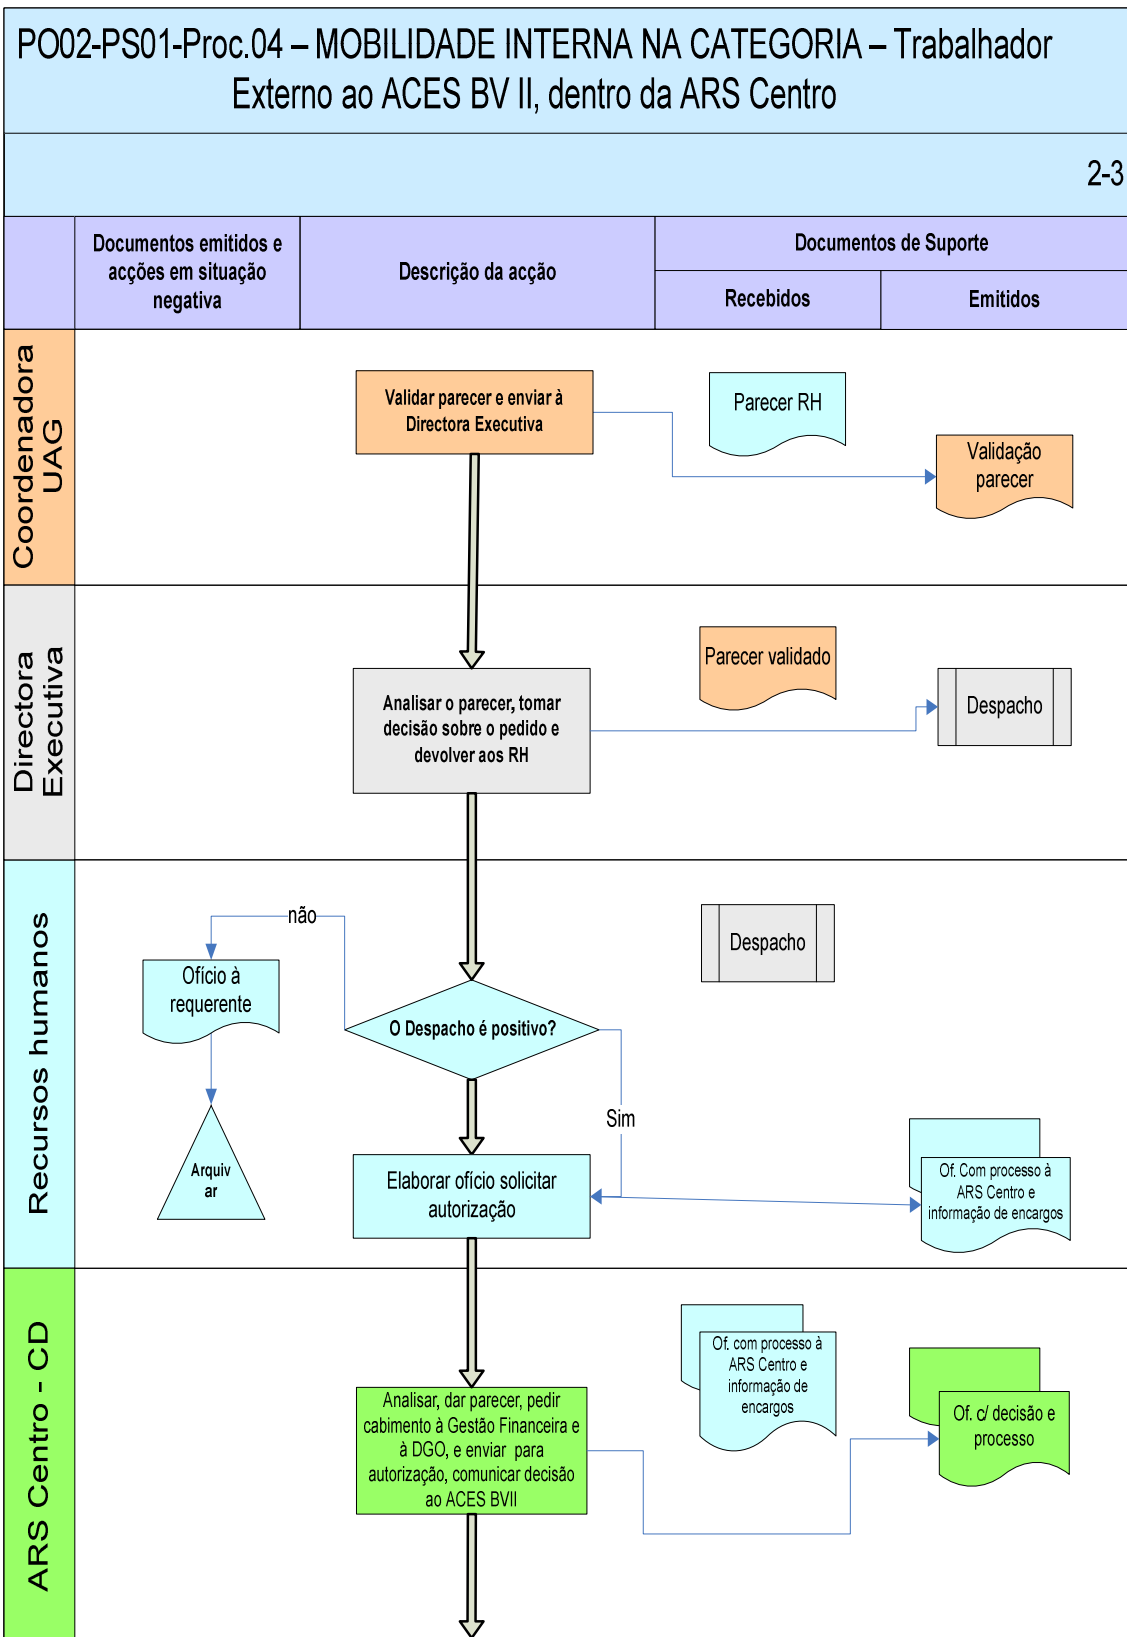 PO02-PS01-Proc.04 – MOBILIDADE INTERNA NA CATEGORIA – Trabalhador
Externo ao ACES BV II, dentro da ARS Centro
2-3
Documentos emitidos e
acções em situação
negativa
Descrição da acção
Documentos de Suporte
Recebidos
Emitidos
Coordenadora
UAG
Validar parecer e enviar à
Directora Executiva
Parecer RH
Validação
parecer
Directora
Executiva
Analisar o parecer, tomar
decisão sobre o pedido e
devolver aos RH
Parecer validado
Despacho
Recursos humanos
não
Ofício à
requerente
Arquiv
ar
O Despacho é positivo?
Despacho
Sim
Elaborar ofício solicitar
autorização
Of. Com processo à
ARS Centro e
informação de encargos
ARS Centro - CD
Analisar, dar parecer, pedir
cabimento à Gestão Financeira e
à DGO, e enviar para
autorização, comunicar decisão
ao ACES BVII
Of. com processo à
ARS Centro e
informação de
encargos
Of. c/ decisão e
processo